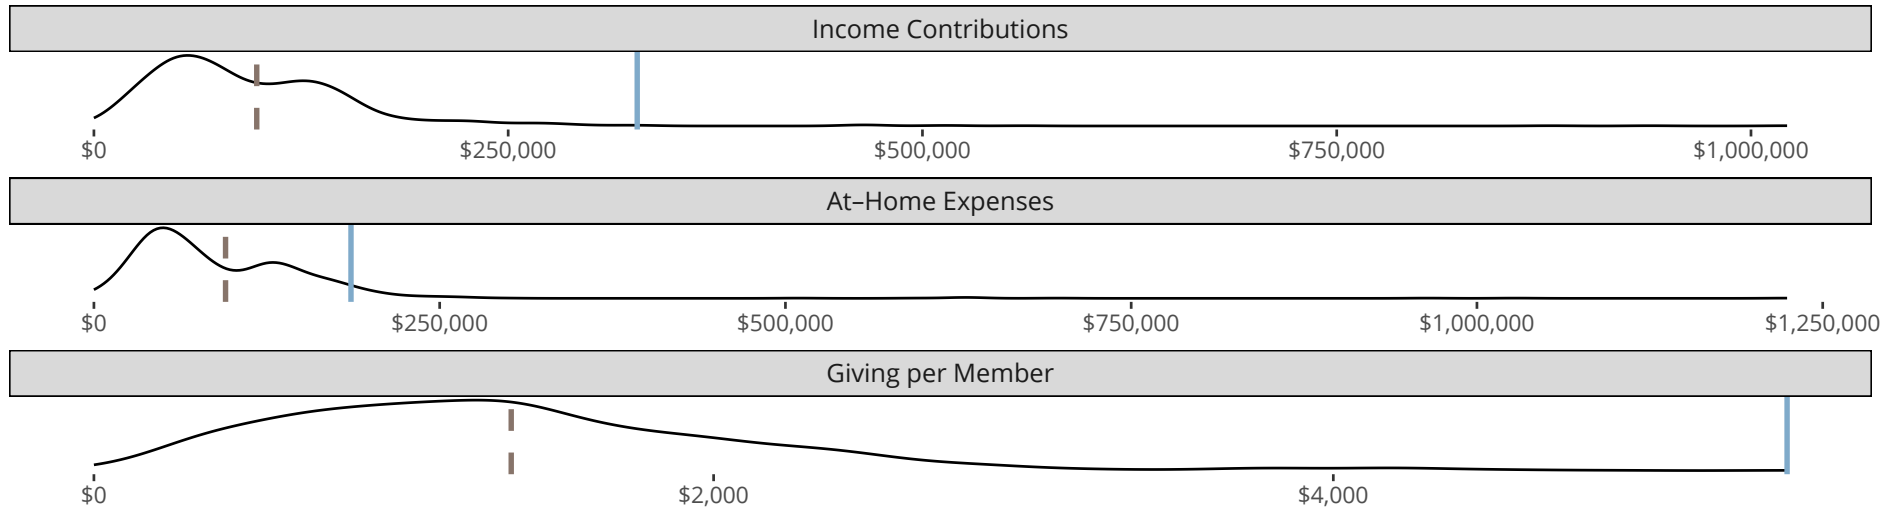 Income Contributions
$0 $250,000 $500,000 $750,000 $1,000,000
At–Home Expenses
$0 $250,000 $500,000 $750,000 $1,000,000 $1,250,000
Giving per Member
$0 $2,000 $4,000